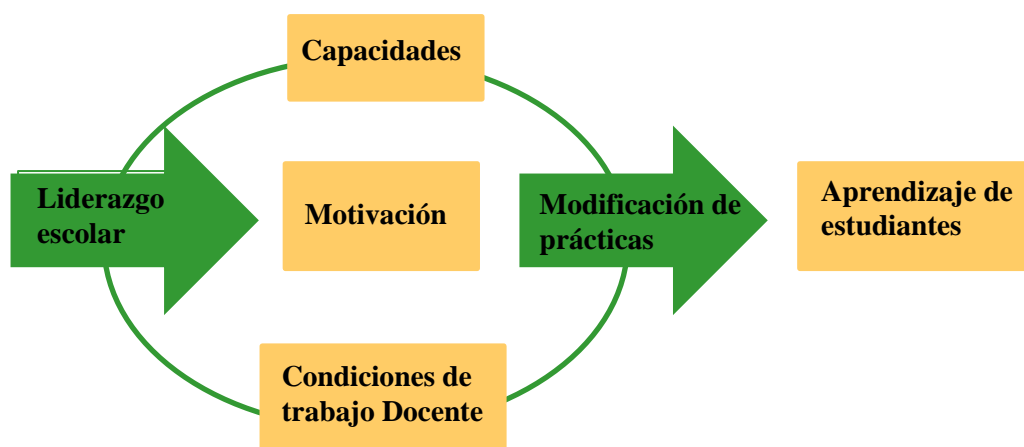 Capacidades
Liderazgo
escolar
Motivación
Modificación de
prácticas
Aprendizaje de
estudiantes
Condiciones de
trabajo Docente